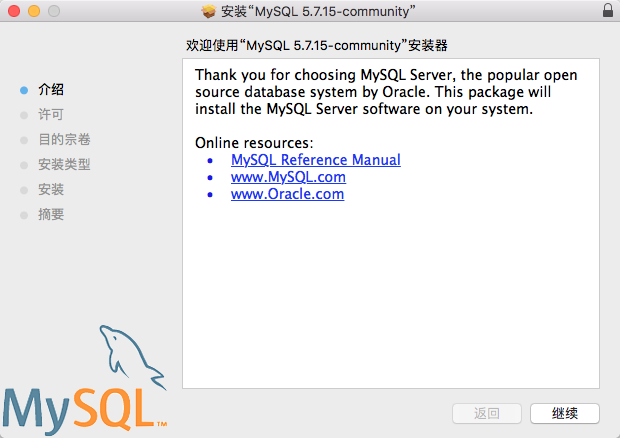 安装“MySQL 5.7.15-community”
欢迎使用“MySQL 5.7.15-community”安装器
介绍
许可
目的宗卷
安装类型
安装
摘要
Thank you for choosing MySQL Server, the popular open
source database system by Oracle. This package will
install the MySQL Server software on your system.
Online resources:
• MySQL Reference Manual
• www.MySQL.com
• www.Oracle.com
MySQL™
返回
继续